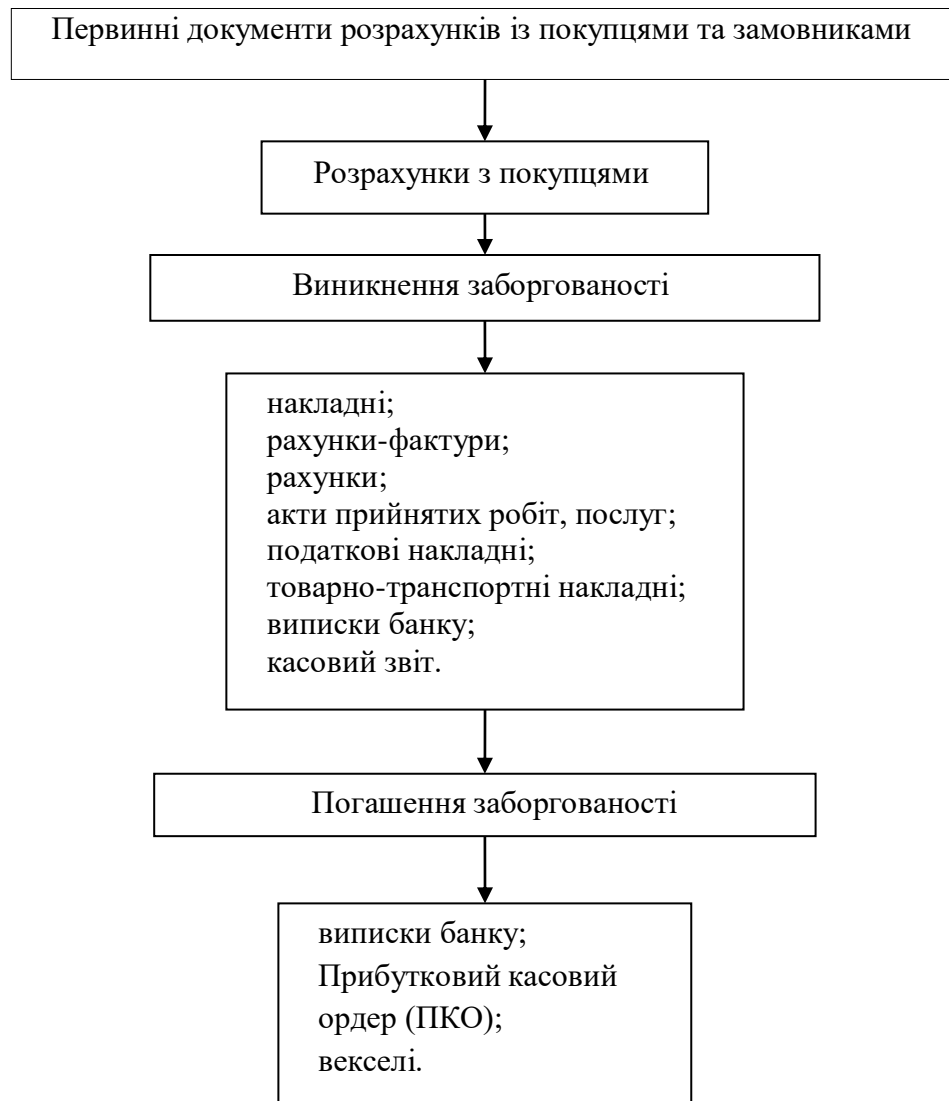 Первинні документи розрахунків із покупцями та замовниками
Розрахунки з покупцями
Виникнення заборгованості
накладні;
рахунки-фактури;
рахунки;
акти прийнятих робіт, послуг;
податкові накладні;
товарно-транспортні накладні;
виписки банку;
касовий звіт.
Погашення заборгованості
виписки банку;
Прибутковий касовий
ордер (ПКО);
векселі.